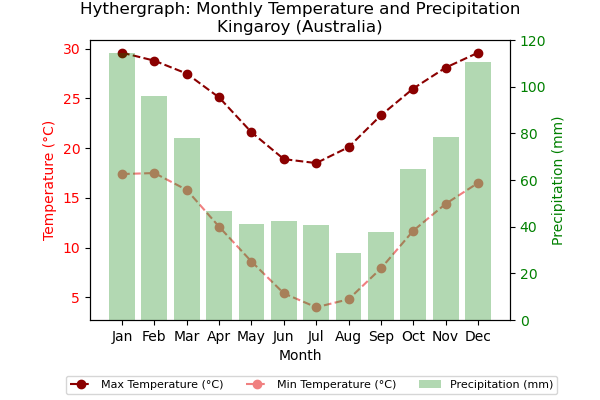 Hythergraph: Monthly Temperature and Precipitation
Kingaroy (Australia)
30
25
20
15
10
5
Temperature (°C)
120
100
80
60
40
20
0
Precipitation (mm)
Jan Feb Mar Apr May Jun Jul Aug Sep Oct Nov Dec
Month
Max Temperature (°C) Min Temperature (°C) Precipitation (mm)